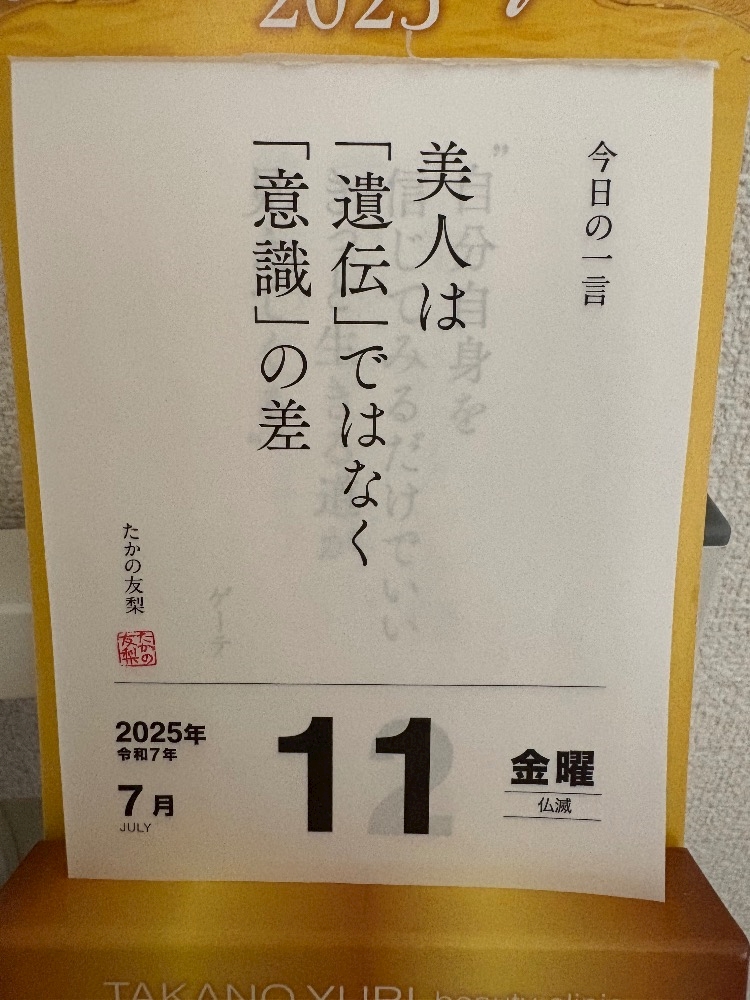 2025
今日の一言
美人は
「遺伝」ではなく
「意識」の差
たかの友梨
たかの
友梨
2025年
令和7年
7月
JULY
11
金曜
仏滅
TAKANO YURI beauty clinic